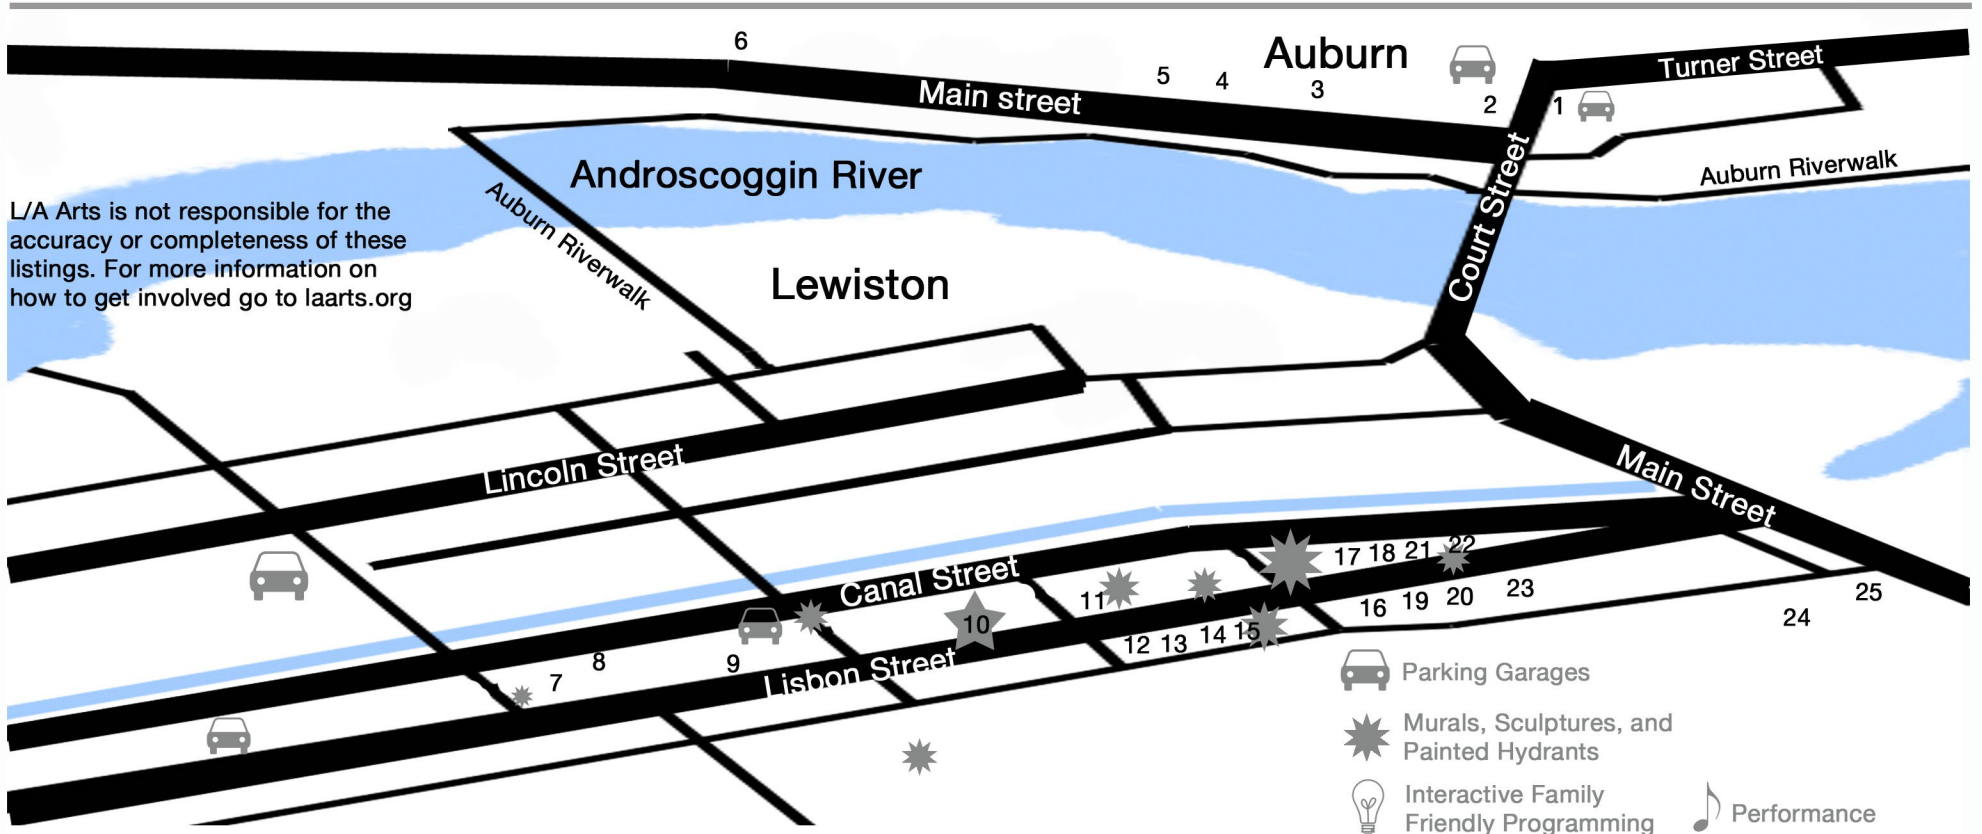 6
Auburn
5
4
3
2
1
Turner Street
Main street
Court Street
Auburn Riverwalk
Androscoggin River
Auburn Riverwalk
L/A Arts is not responsible for the
accuracy or completeness of these
listings. For more information on
how to get involved go to laarts.org
Lewiston
Lincoln Street
Main Street
Canal Street
17 18 21 22
11
10
16 19 20 23
25
24
12 13 14 15
9
8
7
Lisbon Street
Parking Garages
Murals, Sculptures, and
Painted Hydrants
Interactive Family
Friendly Programming
Performance